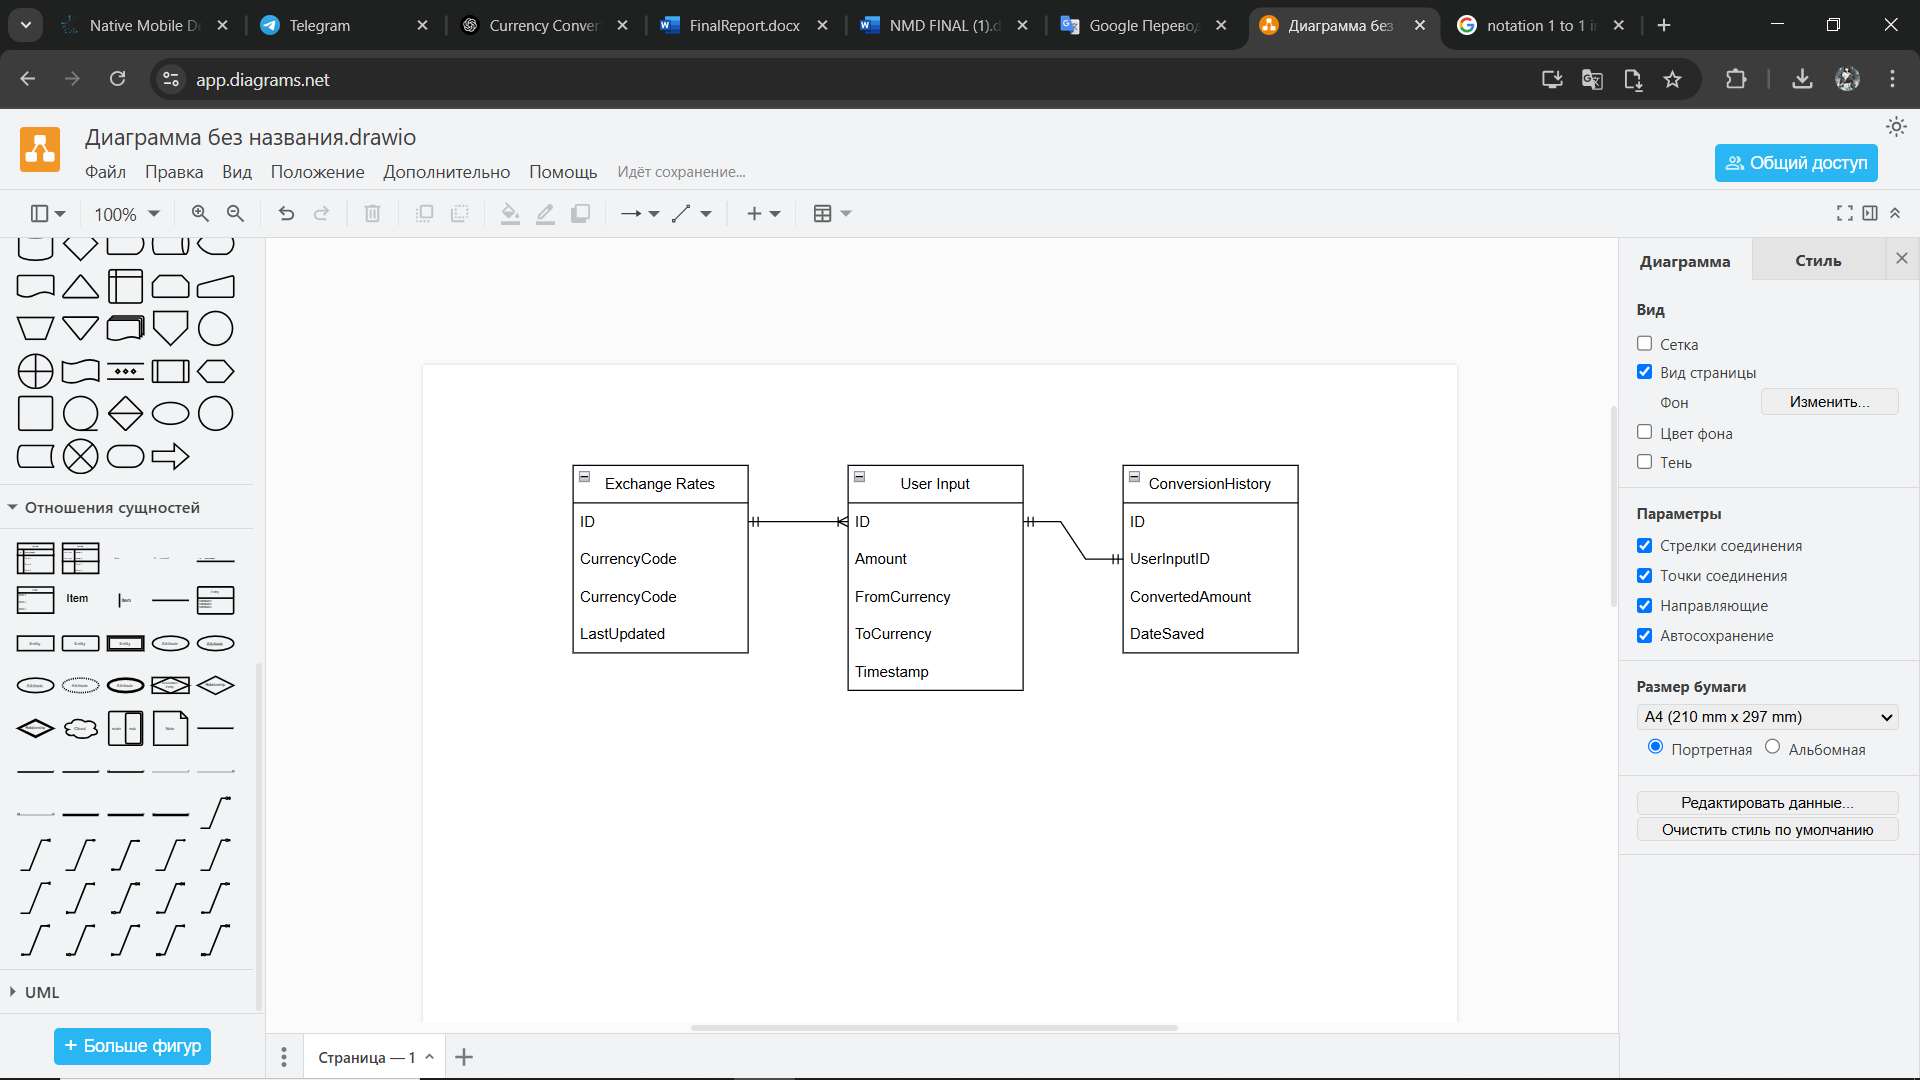 Native Mobile De
Telegram
Currency Conver
FinalReport.docx
NMD FINAL (1).d
Google Перевод
Диаграмма без
notation 1 to 1 in
app.diagrams.net
Диаграмма без названия.drawio
Файл Правка Вид Положение Дополнительно Помощь Идёт сохранение...
Общий доступ
100%
Диаграмма Стиль
Вид
Сетка
Вид страницы
Фон Изменить...
Цвет фона
Тень
Параметры
Стрелки соединения
Точки соединения
Направляющие
Автосохранение
Размер бумаги
A4 (210 mm x 297 mm)
Портретная Альбомная
Редактировать данные...
Очистить стиль по умолчанию
Отношения сущностей
Item
UML
+ Больше фигур
Exchange Rates
ID
CurrencyCode
CurrencyCode
LastUpdated
User Input
ID
Amount
FromCurrency
ToCurrency
Timestamp
ConversionHistory
ID
UserInputID
ConvertedAmount
DateSaved
Страница — 1